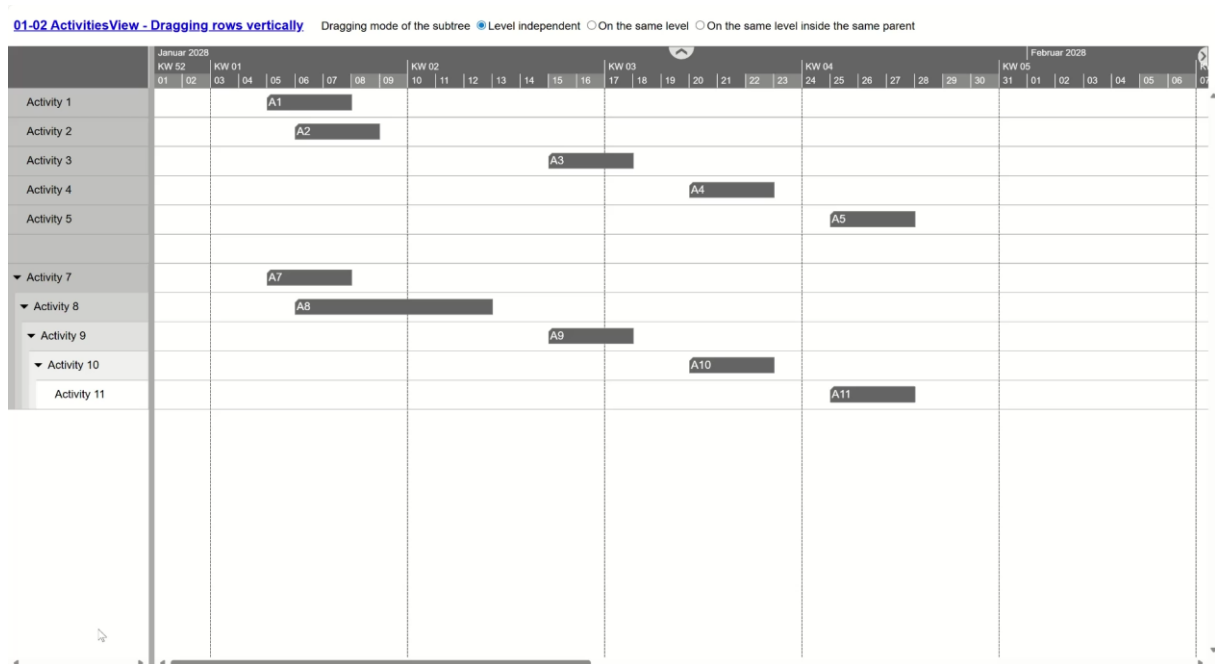 01-02 ActivitiesView - Dragging rows vertically Dragging mode of the subtree Level independent On the same level On the same level inside the same parent
Januar 2028 Februar 2028
KW 52 KW 01 KW 02 KW 03 KW 04 KW 05
01 02 03 04 05 06 07 08 09 10 11 12 13 14 15 16 17 18 19 20 21 22 23 24 25 26 27 28 29 30 31 01 02 03 04 05 06 07
Activity 1 A1
Activity 2 A2
Activity 3 A3
Activity 4 A4
Activity 5 A5
Activity 7 A7
Activity 8 A8
Activity 9 A9
Activity 10 A10
Activity 11 A11